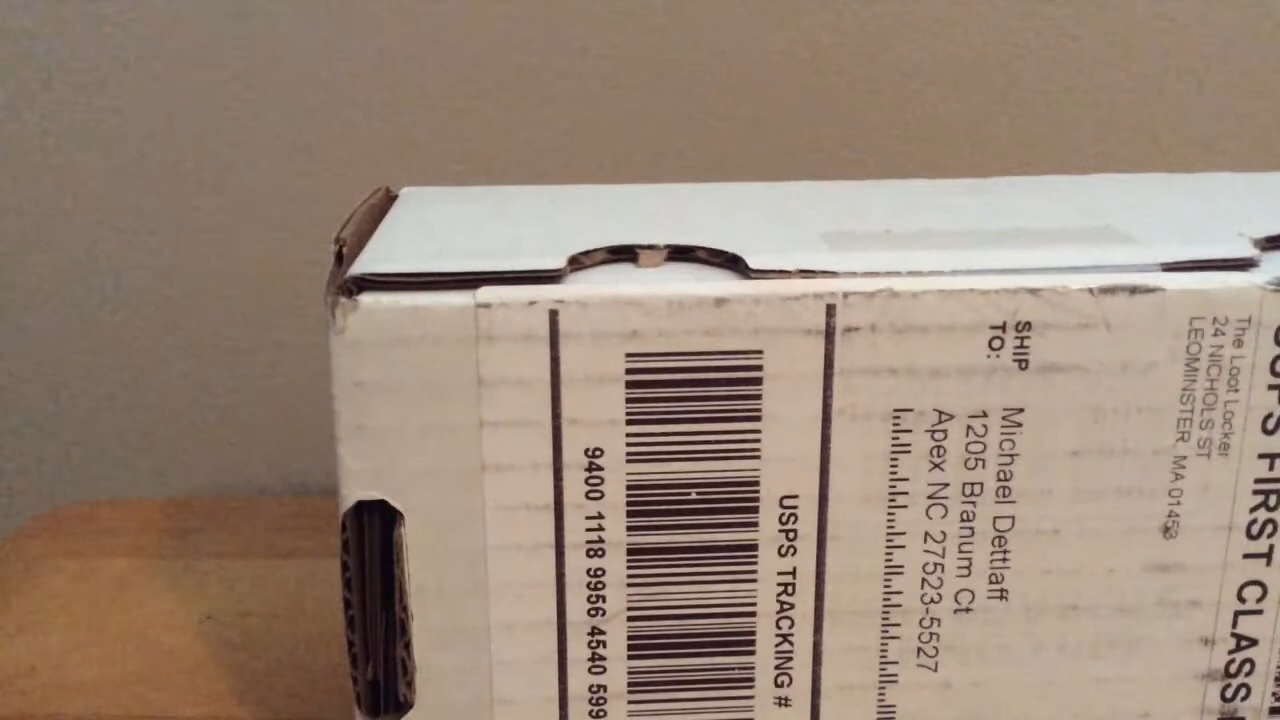 USPS FIRST CLASS
The Loot Locker
24 NICHOLS ST
LEOMINSTER, MA 01453
SHIP
TO:
Michael Dettlaff
1205 Branum Ct
Apex NC 27523-5527
USPS TRACKING #
9400 1118 9956 4540 599